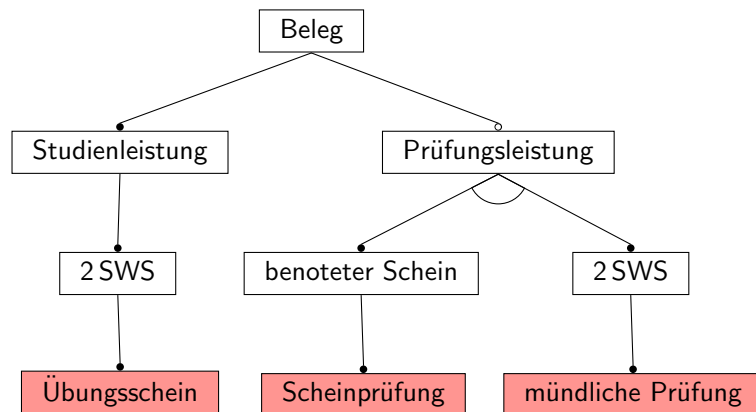 Beleg
Studienleistung
Prüfungsleistung
2 SWS
benoteter Schein
2 SWS
Übungsschein
Scheinprüfung
mündliche Prüfung